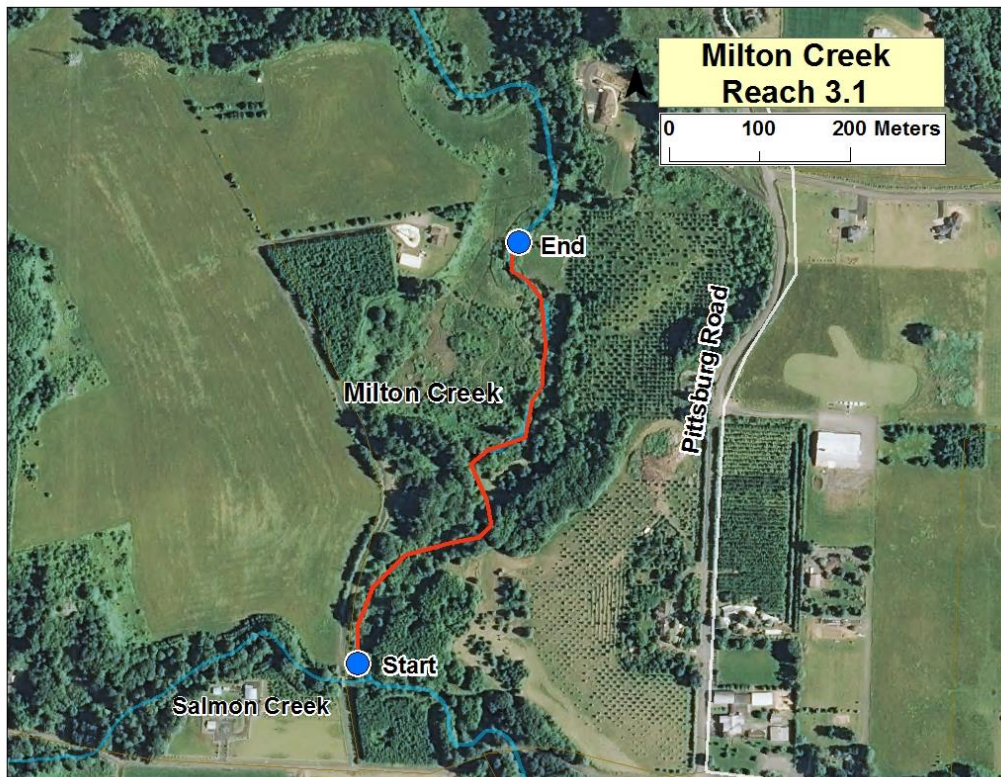 Milton Creek
Reach 3.1
0 100 200 Meters
End
Pittsburg Road
Milton Creek
Start
Salmon Creek